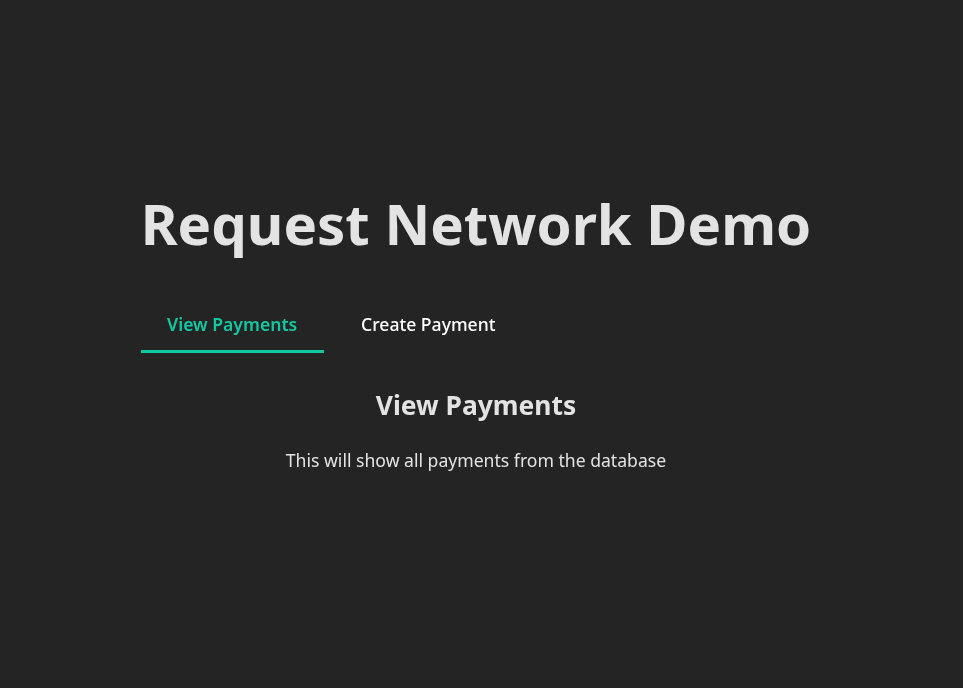 Request Network Demo
View Payments Create Payment
View Payments
This will show all payments from the database